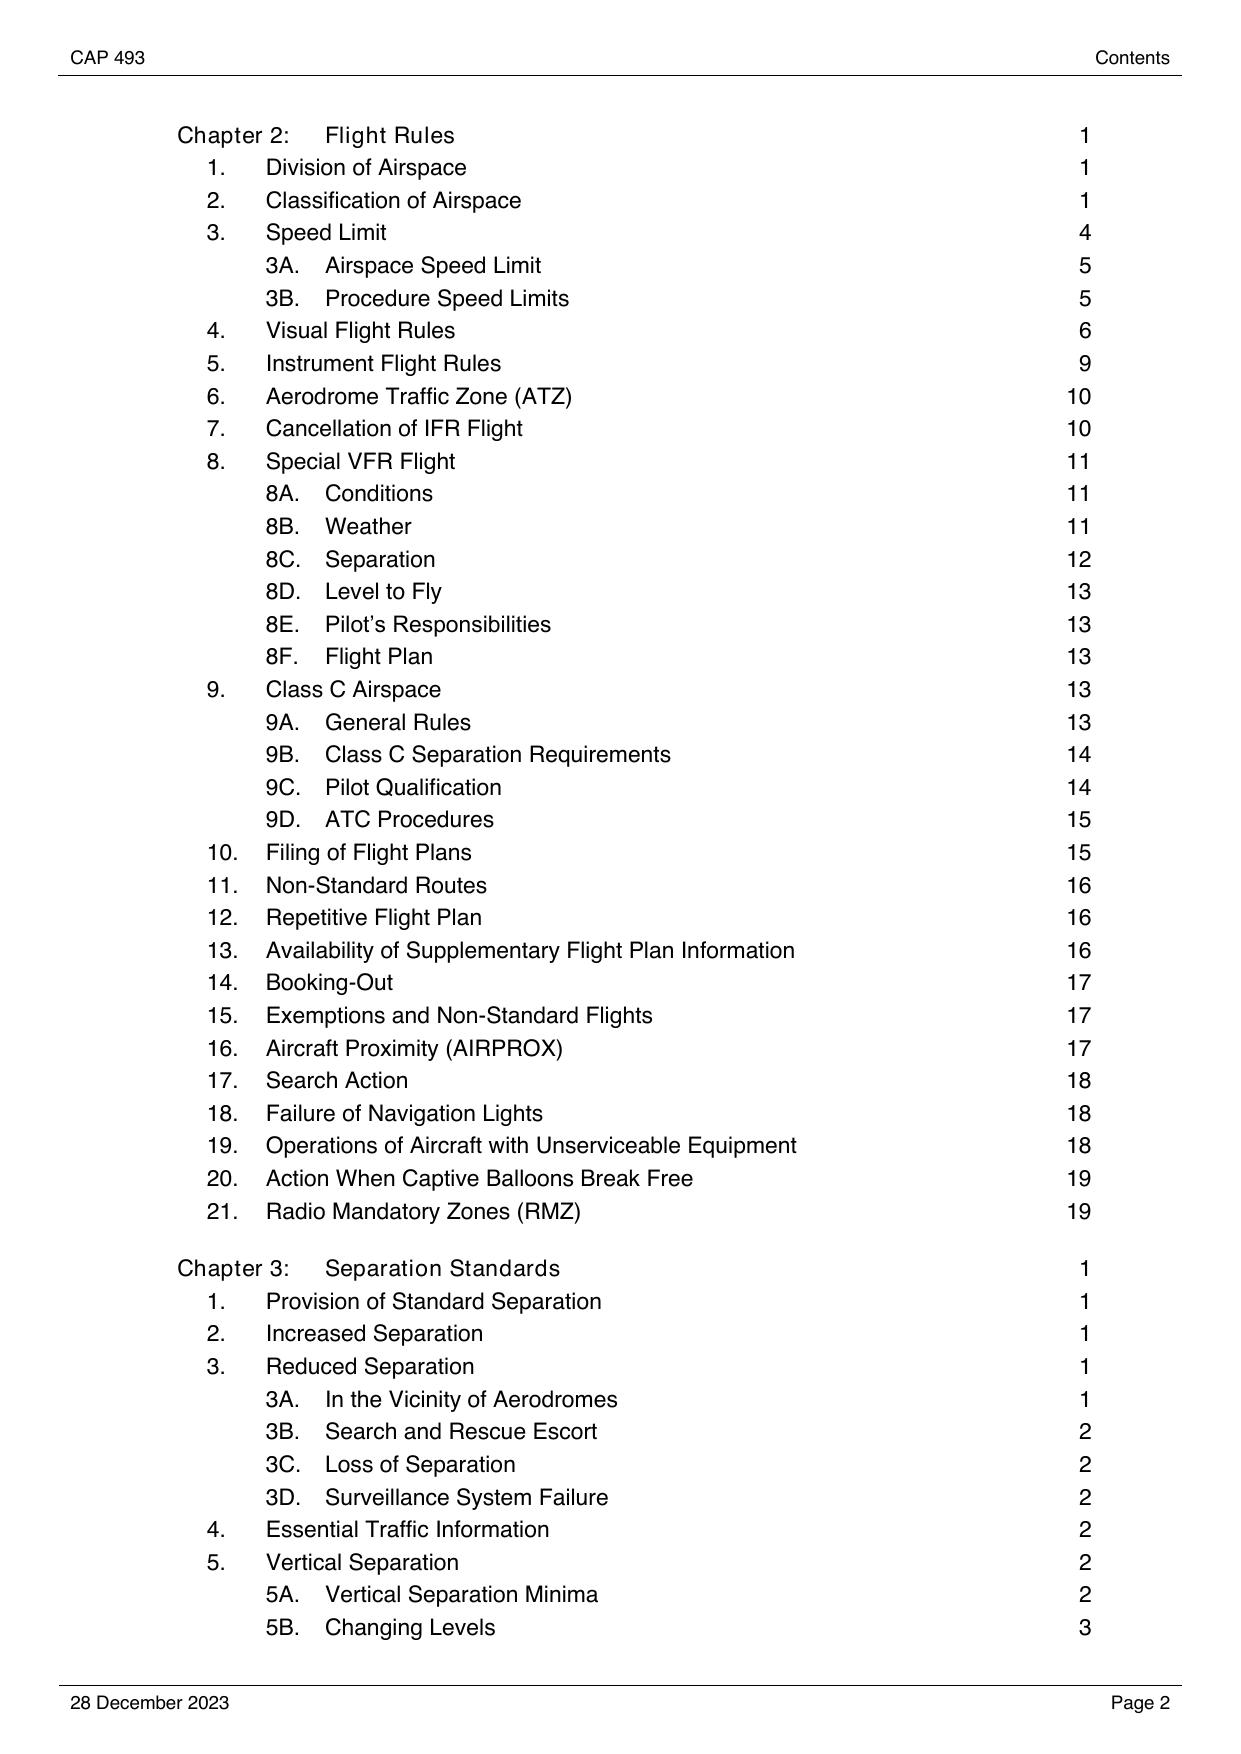 CAP 493 Contents
Chapter 2: Flight Rules 1
1. Division of Airspace 1
2. Classification of Airspace 1
3. Speed Limit 4
3A. Airspace Speed Limit 5
3B. Procedure Speed Limits 5
4. Visual Flight Rules 6
5. Instrument Flight Rules 9
6. Aerodrome Traffic Zone (ATZ) 10
7. Cancellation of IFR Flight 10
8. Special VFR Flight 11
8A. Conditions 11
8B. Weather 11
8C. Separation 12
8D. Level to Fly 13
8E. Pilot’s Responsibilities 13
8F. Flight Plan 13
9. Class C Airspace 13
9A. General Rules 13
9B. Class C Separation Requirements 14
9C. Pilot Qualification 14
9D. ATC Procedures 15
10. Filing of Flight Plans 15
11. Non-Standard Routes 16
12. Repetitive Flight Plan 16
13. Availability of Supplementary Flight Plan Information 16
14. Booking-Out 17
15. Exemptions and Non-Standard Flights 17
16. Aircraft Proximity (AIRPROX) 17
17. Search Action 18
18. Failure of Navigation Lights 18
19. Operations of Aircraft with Unserviceable Equipment 18
20. Action When Captive Balloons Break Free 19
21. Radio Mandatory Zones (RMZ) 19
Chapter 3: Separation Standards 1
1. Provision of Standard Separation 1
2. Increased Separation 1
3. Reduced Separation 1
3A. In the Vicinity of Aerodromes 1
3B. Search and Rescue Escort 2
3C. Loss of Separation 2
3D. Surveillance System Failure 2
4. Essential Traffic Information 2
5. Vertical Separation 2
5A. Vertical Separation Minima 2
5B. Changing Levels 3
28 December 2023 Page 2